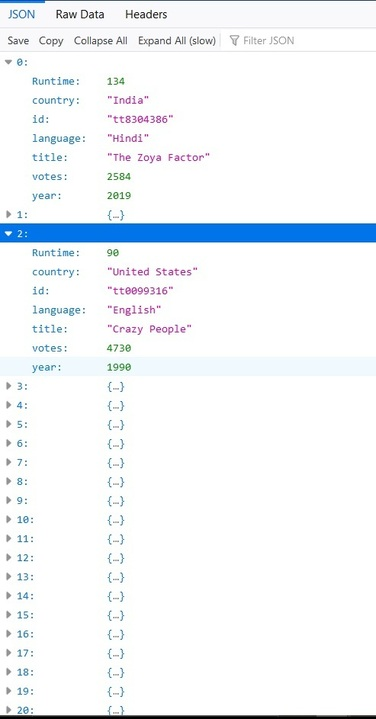 JSON Raw Data Headers
Save Copy Collapse All Expand All (slow) Filter JSON
0:
Runtime: 134
country: "India"
id: "tt8304386"
language: "Hindi"
title: "The Zoya Factor"
votes: 2584
year: 2019
1: {…}
2:
Runtime: 90
country: "United States"
id: "tt0099316"
language: "English"
title: "Crazy People"
votes: 4730
year: 1990
3: {…}
4: {…}
5: {…}
6: {…}
7: {…}
8: {…}
9: {…}
10: {…}
11: {…}
12: {…}
13: {…}
14: {…}
15: {…}
16: {…}
17: {…}
18: {…}
19: {…}
20: {…}